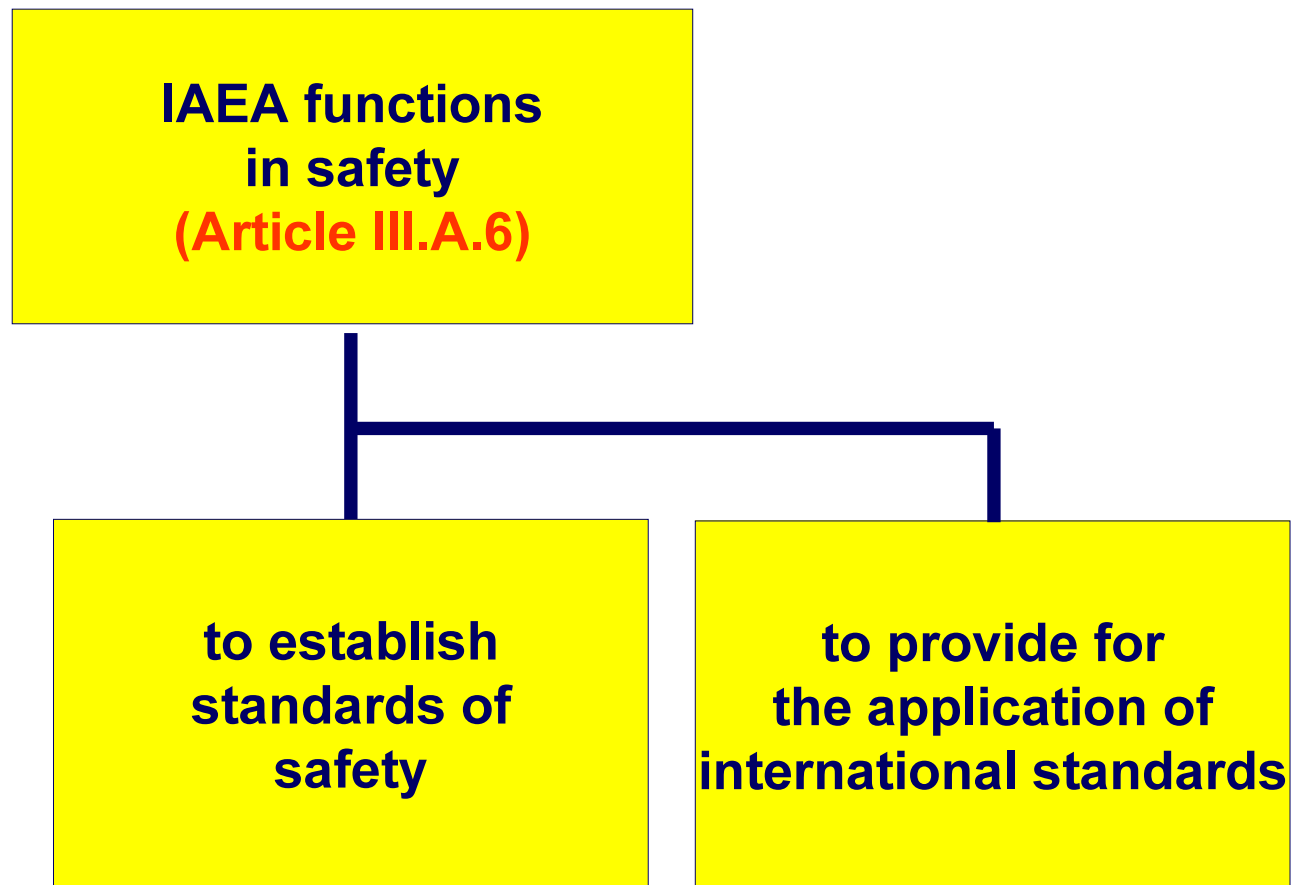 IAEA functions
in safety
(Article III.A.6)
to establish
standards of
safety
to provide for
the application of
international standards